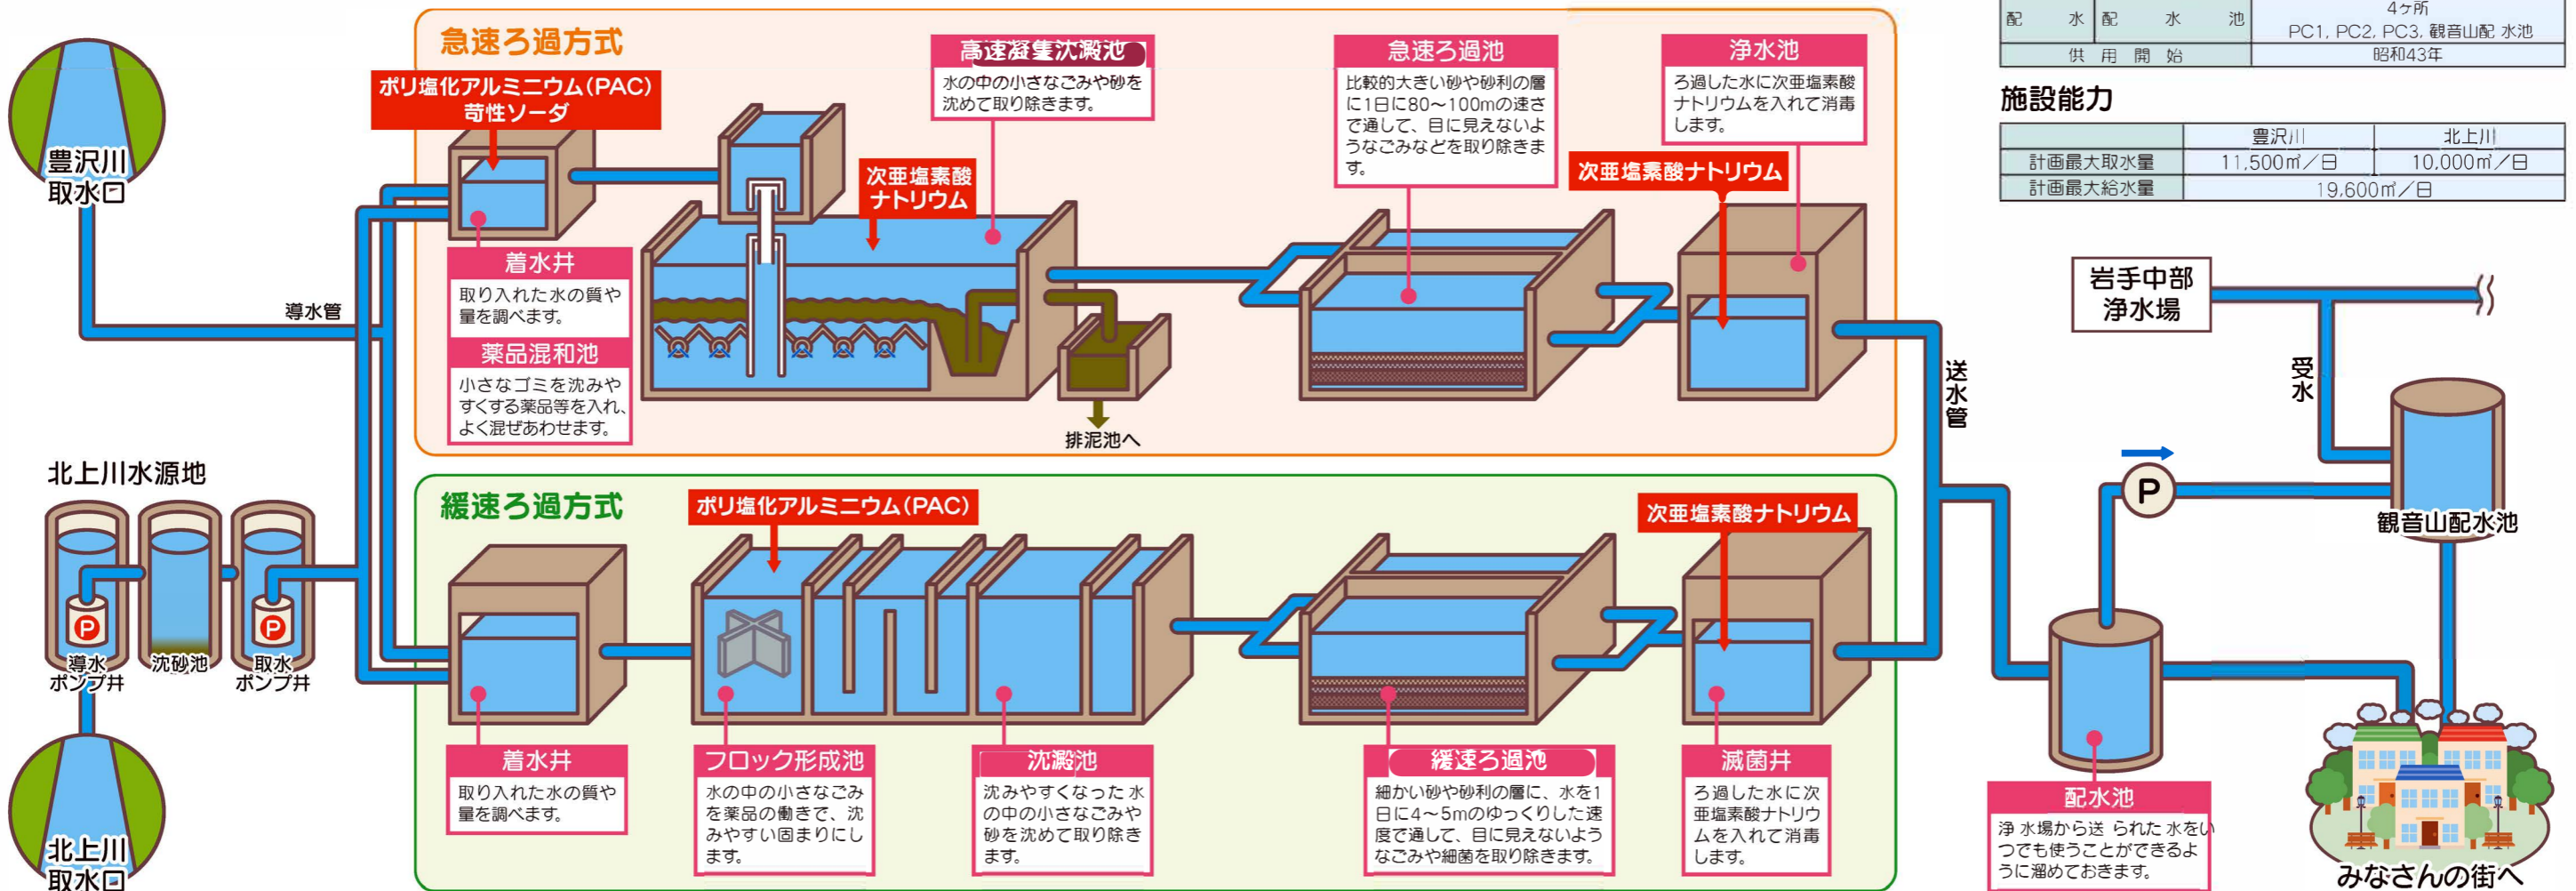 豊沢川
取水口
導水管
北上川水源地
導水
ポンプ井
沈砂池
取水
ポンプ井
北上川
取水口
急速ろ過方式
ポリ塩化アルミニウム(PAC)
苛性ソーダ
着水井
取り入れた水の質や
量を調べます。
薬品混和池
小さなゴミを沈みや
すくする薬品等を入れ、
よく混ぜあわせます。
高速凝集沈澱池
水の中の小さなごみや砂を
沈めて取り除きます。
次亜塩素酸
ナトリウム
排泥池へ
急速ろ過池
比較的大きい砂や砂利の層
に1日に80～100mの速さ
で通して、目に見えないよ
うなごみなどを取り除きま
す。
浄水池
ろ過した水に次亜塩素酸
ナトリウムを入れて消毒
します。
次亜塩素酸ナトリウム
緩速ろ過方式
着水井
取り入れた水の質や
量を調べます。
ポリ塩化アルミニウム(PAC)
フロック形成池
水の中の小さなごみ
を薬品の働きで、沈
みやすい固まりにし
ます。
沈澱池
沈みやすくなった水
の中の小さなごみや
砂を沈めて取り除き
ます。
緩速ろ過池
細かい砂や砂利の層に、水を1
日に4～5mのゆっくりした速
度で通して、目に見えないよう
なごみや細菌を取り除きます。
次亜塩素酸ナトリウム
滅菌井
ろ過した水に次
亜塩素酸ナトリウ
ムを入れて消毒
します。
送水管
配水 配水池 4ヶ所
PC1, PC2, PC3, 観音山配水池
供用開始 昭和43年
施設能力
豊沢川 北上川
計画最大取水量 11,500㎥／日 10,000㎥／日
計画最大給水量 19,600㎥／日
岩手中部
浄水場
受水
P
P
P
観音山配水池
配水池
浄水場から送られた水をい
つでも使うことができるよ
うに溜めておきます。
みなさんの街へ